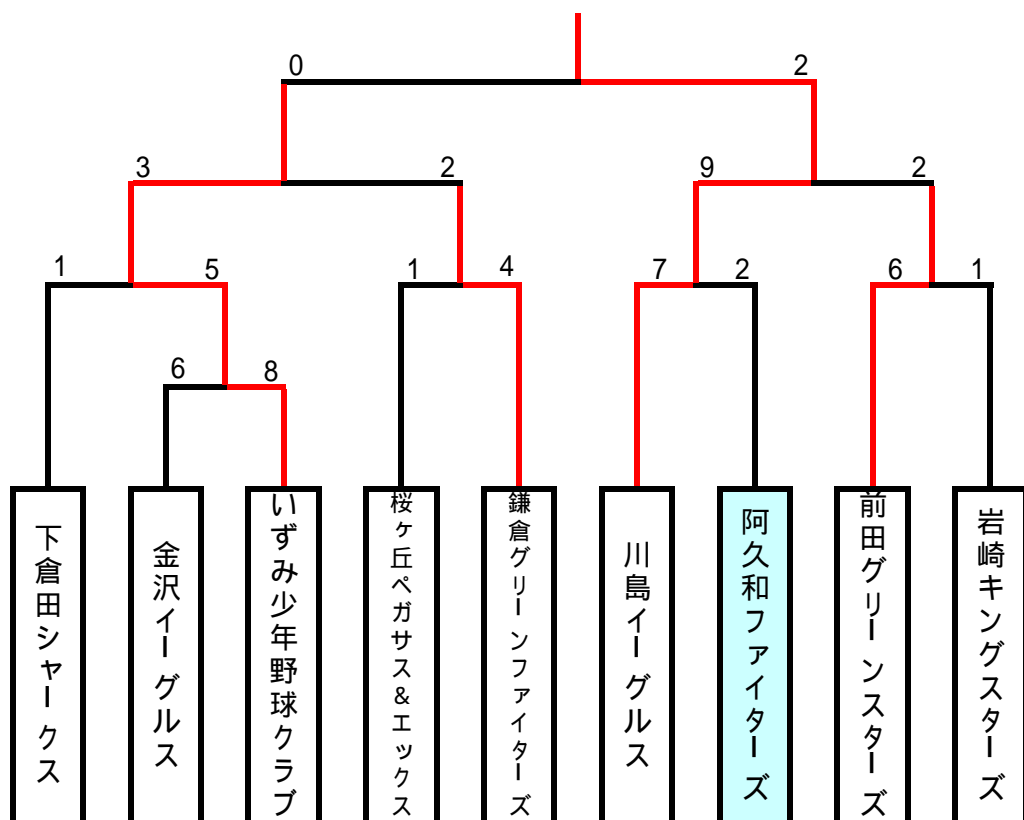 0
2
3
2
9
2
1
5
1
4
7
2
6
1
6
8
下倉田シャークス
金沢イーグルス
いずみ少年野球クラブ
桜ヶ丘ペガサス&エックス
鎌倉グリーンファイターズ
川島イーグルス
阿久和ファイターズ
前田グリーンスターズ
岩崎キングスターズ